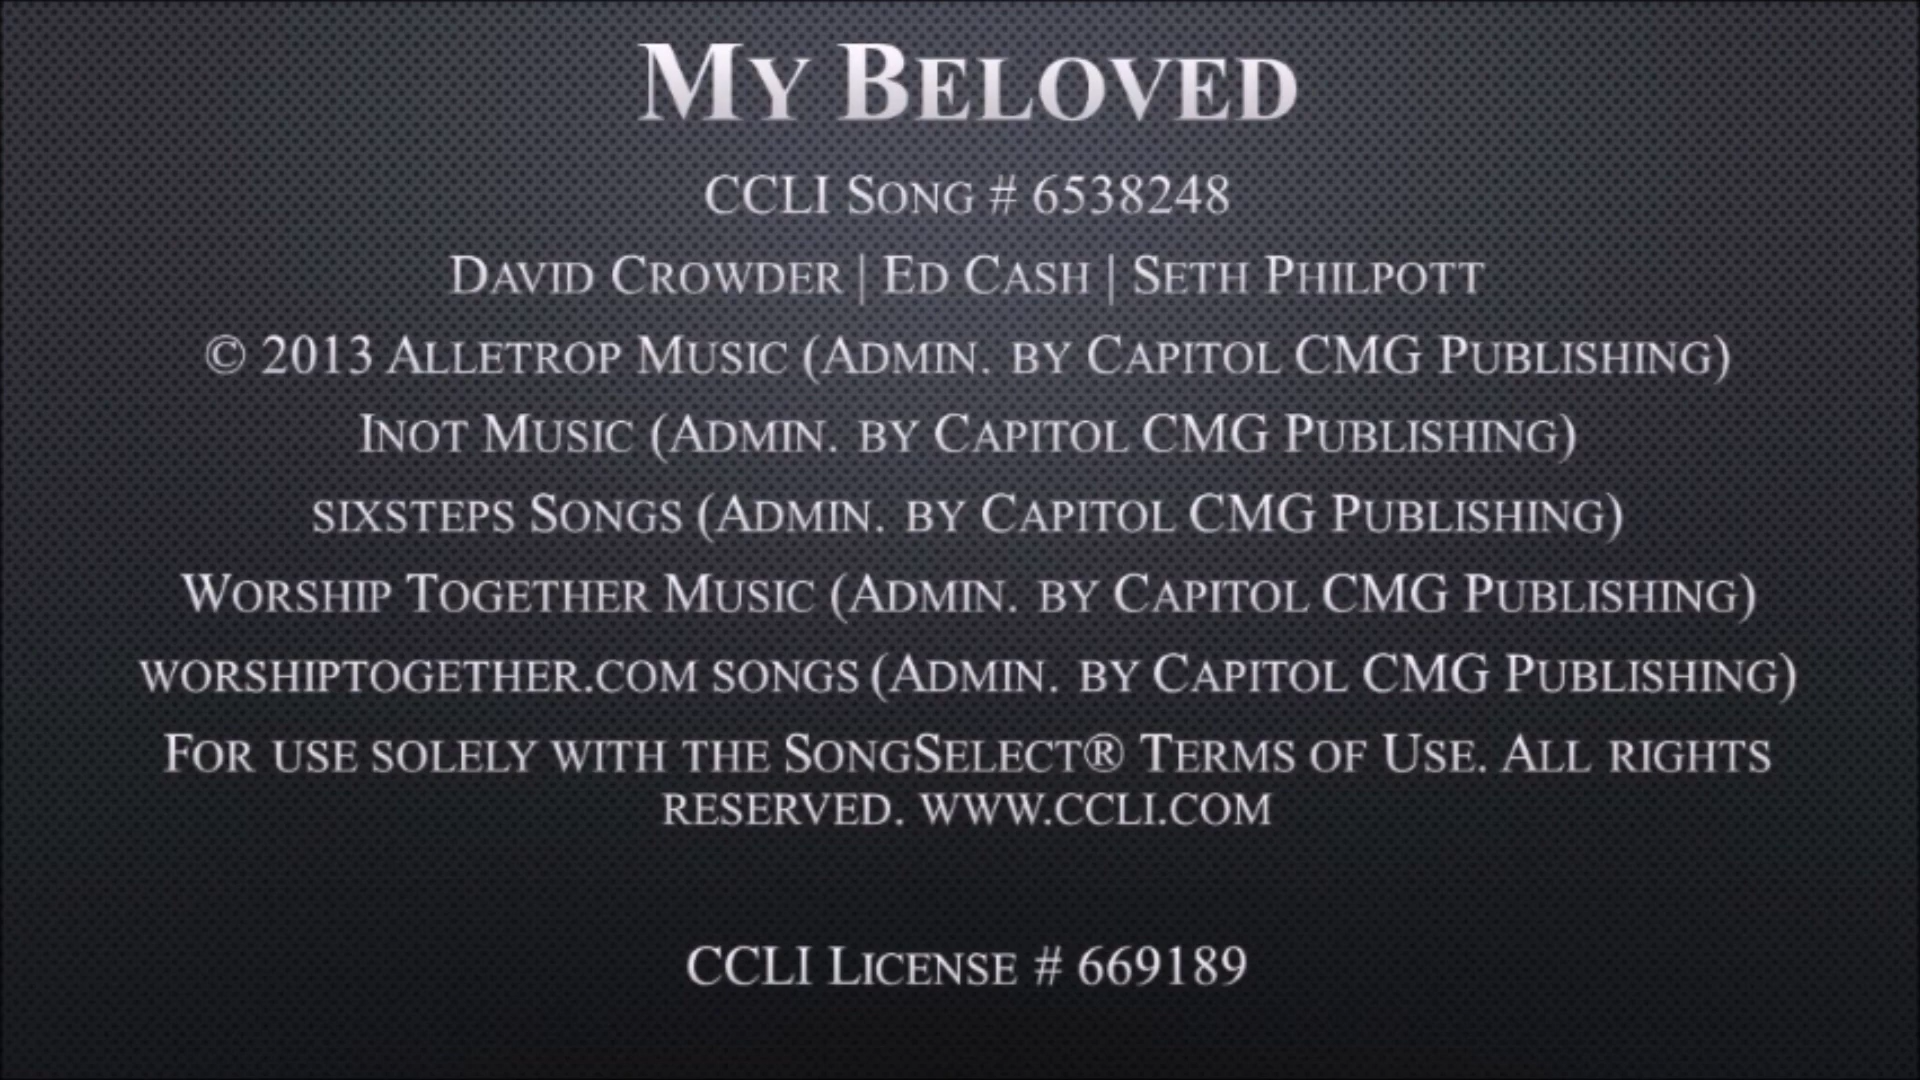 My Beloved
CCLI Song # 6538248
David Crowder | Ed Cash | Seth Philpott
© 2013 Alletrop Music (Admin. by Capitol CMG Publishing)
Inot Music (Admin. by Capitol CMG Publishing)
sixsteps Songs (Admin. by Capitol CMG Publishing)
Worship Together Music (Admin. by Capitol CMG Publishing)
worshiptogether.com songs (Admin. by Capitol CMG Publishing)
For use solely with the SongSelect® Terms of Use. All rights
reserved. www.ccli.com
CCLI License # 669189